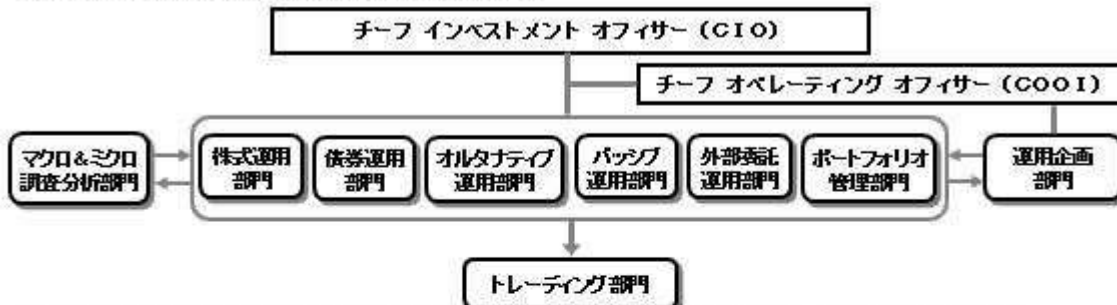 チーフ インベストメント オフィサー (CIO)
チーフ オペレーティング オフィサー (COOI)
マクロ&ミクロ
調査分析部門
株式運用
部門
債券運用
部門
オルタナティブ
運用部門
パッシブ
運用部門
外部委託
運用部門
ポートフォリオ
管理部門
運用企画
部門
トレーディング部門